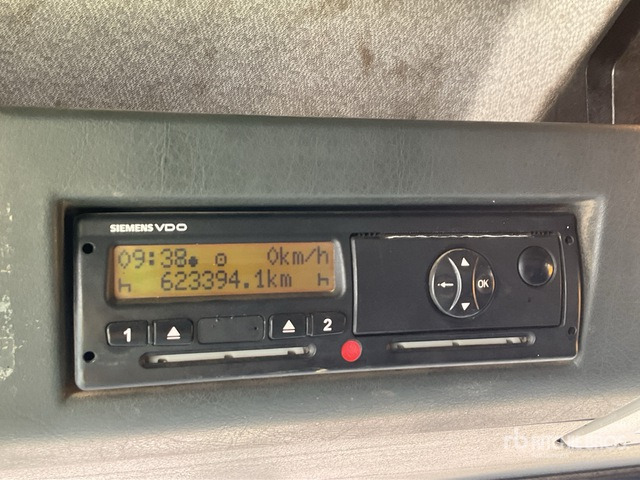 SIEMENS VDO
09:38 0km/h
623394.1km
1 2
OK